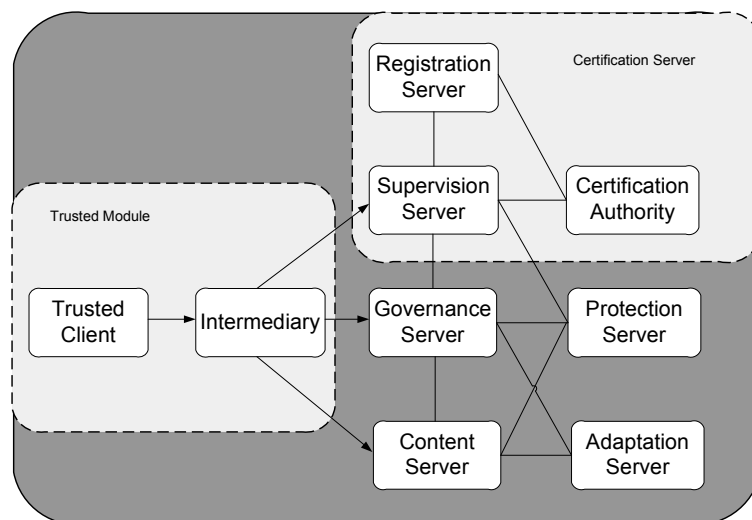 Registration
Server
Certification Server
Supervision
Server
Certification
Authority
Trusted Module
Trusted
Client
Intermediary
Governance
Server
Protection
Server
Content
Server
Adaptation
Server